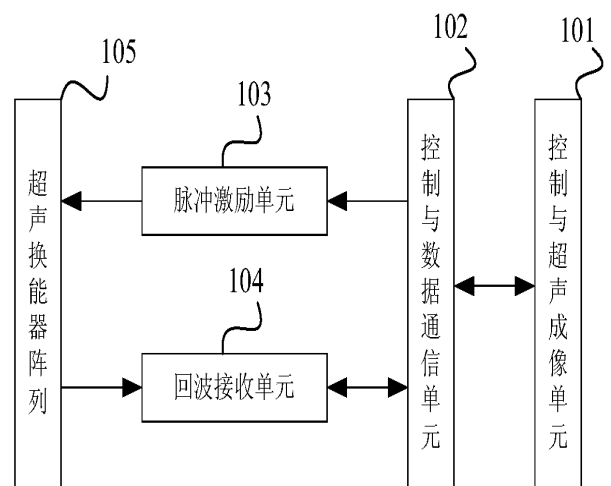 105
102
101
103
104
超声换能器阵列
脉冲激励单元
回波接收单元
控制与数据通信单元
控制与超声成像单元